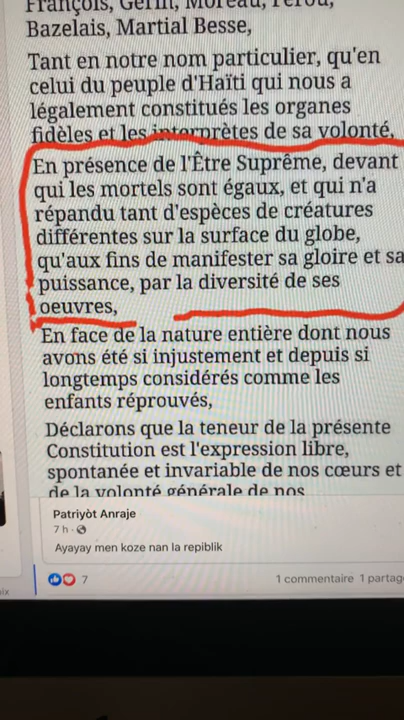 François, Gérin, Moreau, Férou,
Bazelais, Martial Besse,
Tant en notre nom particulier, qu'en
celui du peuple d'Haïti qui nous a
légalement constitués les organes
fidèles et les interprètes de sa volonté,
En présence de l'Être Suprême, devant
qui les mortels sont égaux, et qui n'a
répandu tant d'espèces de créatures
différentes sur la surface du globe,
qu'aux fins de manifester sa gloire et sa
puissance, par la diversité de ses
oeuvres,
En face de la nature entière dont nous
avons été si injustement et depuis si
longtemps considérés comme les
enfants réprouvés,
Déclarons que la teneur de la présente
Constitution est l'expression libre,
spontanée et invariable de nos cœurs et
de la volonté générale de nos
Patriyòt Anraje
7 h
Ayayay men koze nan la repiblik
7
1 commentaire 1 partag